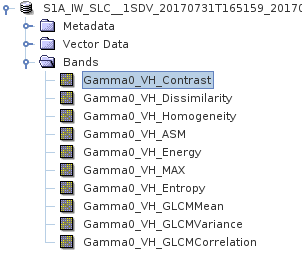 S1A_IW_SLC__1SDV_20170731T165159_2017
Metadata
Vector Data
Bands
Gamma0_VH_Contrast
Gamma0_VH_Dissimilarity
Gamma0_VH_Homogeneity
Gamma0_VH_ASM
Gamma0_VH_Energy
Gamma0_VH_MAX
Gamma0_VH_Entropy
Gamma0_VH_GLCMMean
Gamma0_VH_GLCMVariance
Gamma0_VH_GLCMCorrelation